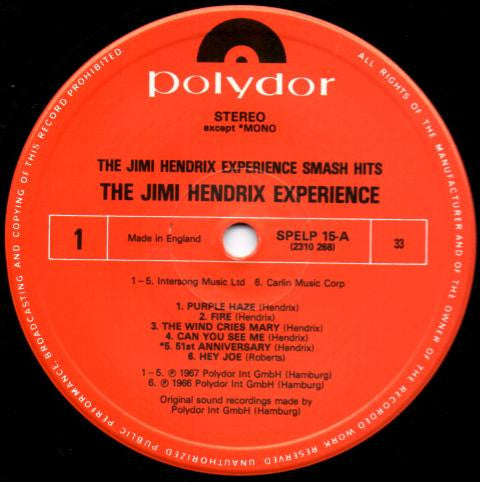 polydor
STEREO
except *MONO
THE JIMI HENDRIX EXPERIENCE SMASH HITS
THE JIMI HENDRIX EXPERIENCE
1
Made in England
SPELP 15-A
(2310 268)
33
1–5. Intersong Music Ltd 6. Carlin Music Corp
1. PURPLE HAZE (Hendrix)
2. FIRE (Hendrix)
3. THE WIND CRIES MARY (Hendrix)
4. CAN YOU SEE ME (Hendrix)
*5. 51st ANNIVERSARY (Hendrix)
6. HEY JOE (Roberts)
1–5. ℗ 1967 Polydor Int GmbH (Hamburg)
6. ℗ 1966 Polydor Int GmbH (Hamburg)
Original sound recordings made by
Polydor Int GmbH (Hamburg)
ALL RIGHTS OF THE MANUFACTURER AND OF THE OWNER OF THE RECORDED WORK RESERVED. UNAUTHORIZED PUBLIC PERFORMANCE, BROADCASTING AND COPYING OF THIS RECORD PROHIBITED.